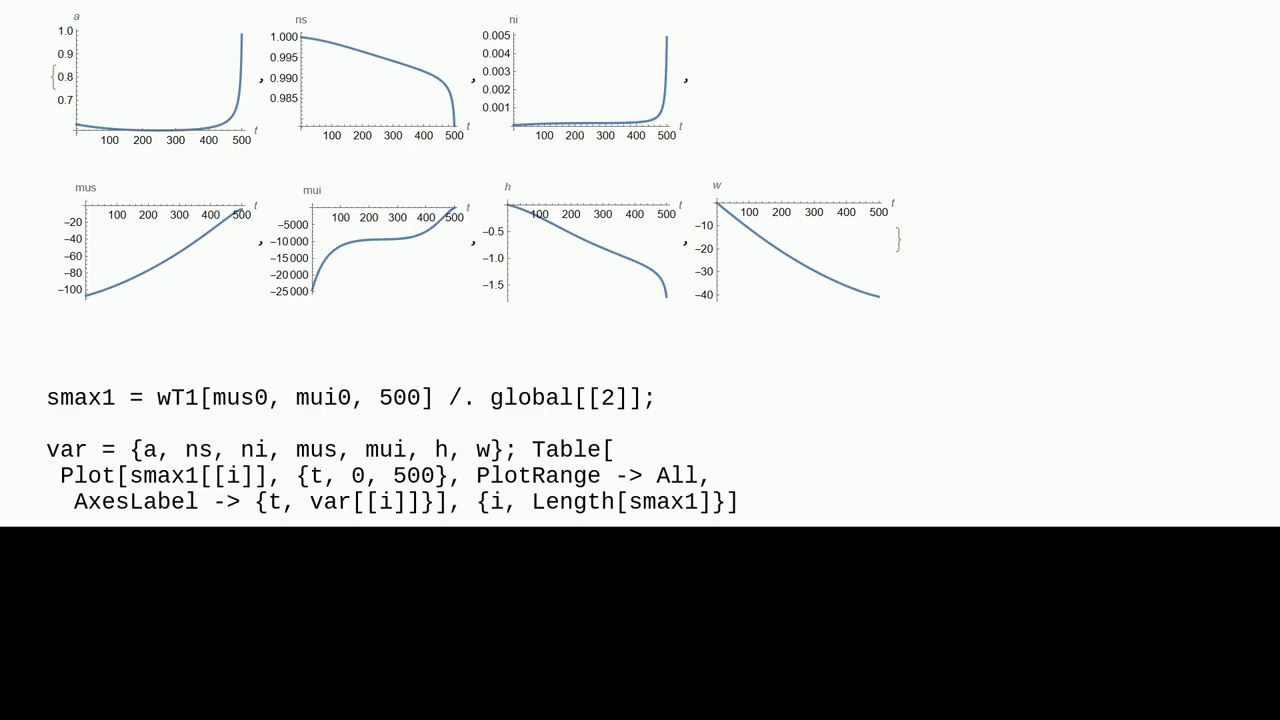 a ns ni
1.0 0.9 0.8 0.7 100 200 300 400 500 t ,
1.000 0.995 0.990 0.985 100 200 300 400 500 t ,
0.005 0.004 0.003 0.002 0.001 100 200 300 400 500 t ,
mus mui h w
100 200 300 400 500 t −20 −40 −60 −80 −100 ,
100 200 300 400 500 t −5000 −10 000 −15 000 −20 000 −25 000 ,
100 200 300 400 500 t −0.5 −1.0 −1.5 ,
100 200 300 400 500 t −10 −20 −30 −40 }
smax1 = wT1[mus0, mui0, 500] /. global[[2]];
var = {a, ns, ni, mus, mui, h, w}; Table[
Plot[smax1[[i]], {t, 0, 500}, PlotRange -> All,
AxesLabel -> {t, var[[i]]}], {i, Length[smax1]}]